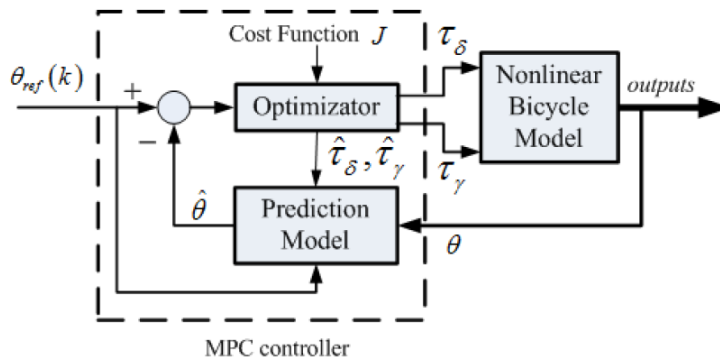 Cost Function J
θref(k)
+
−
Optimizator
τδ
τγ
Nonlinear
Bicycle
Model
outputs
τ̂δ, τ̂γ
θ̂
Prediction
Model
θ
MPC controller